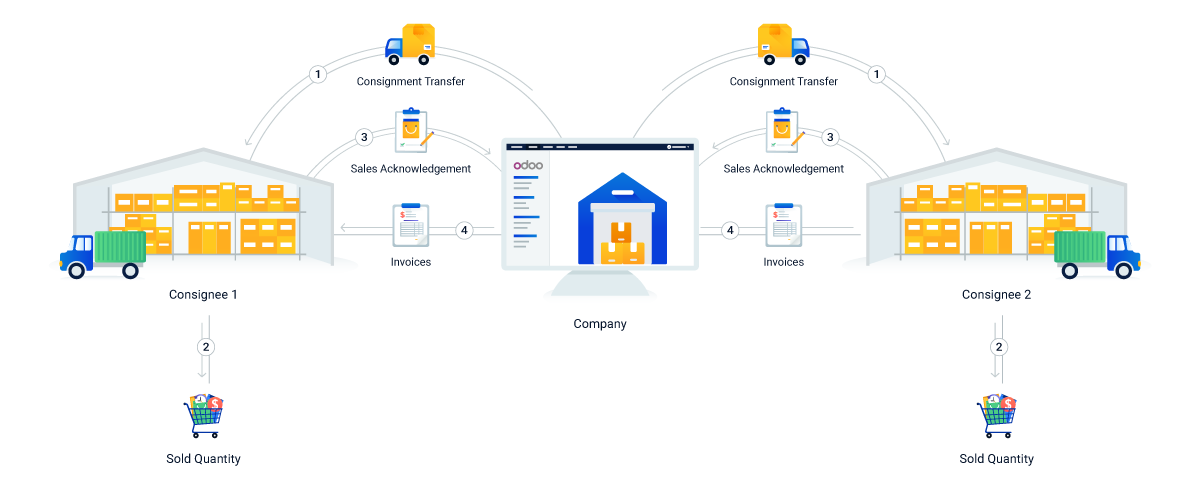 1
Consignment Transfer
Consignment Transfer
1
3
Sales Acknowledgement
Sales Acknowledgement
3
odoo
$
4
Invoices
4
$
Invoices
Consignee 1
Company
Consignee 2
2
2
$
$
Sold Quantity
Sold Quantity